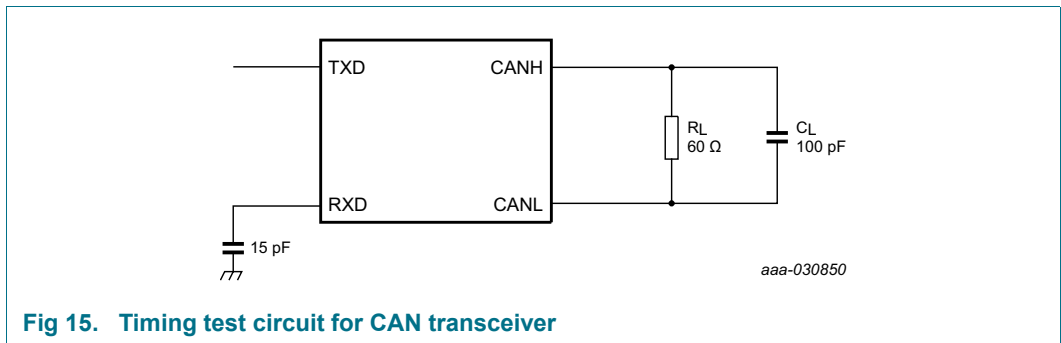 TXD
CANH
RL
60 Ω
CL
100 pF
RXD
CANL
15 pF
aaa-030850
Fig 15. Timing test circuit for CAN transceiver